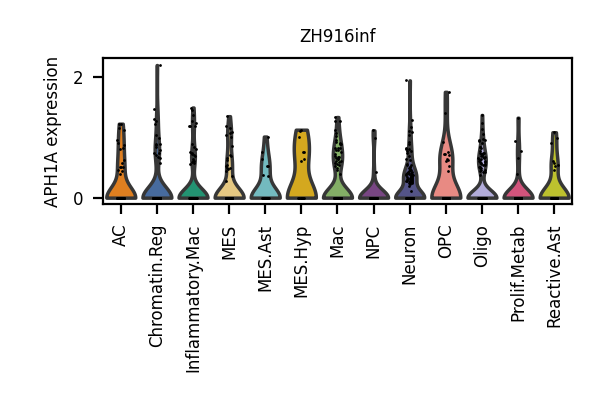 ZH916inf
APH1A expression
2
0
AC
Chromatin.Reg
Inflammatory.Mac
MES
MES.Ast
MES.Hyp
Mac
NPC
Neuron
OPC
Oligo
Prolif.Metab
Reactive.Ast